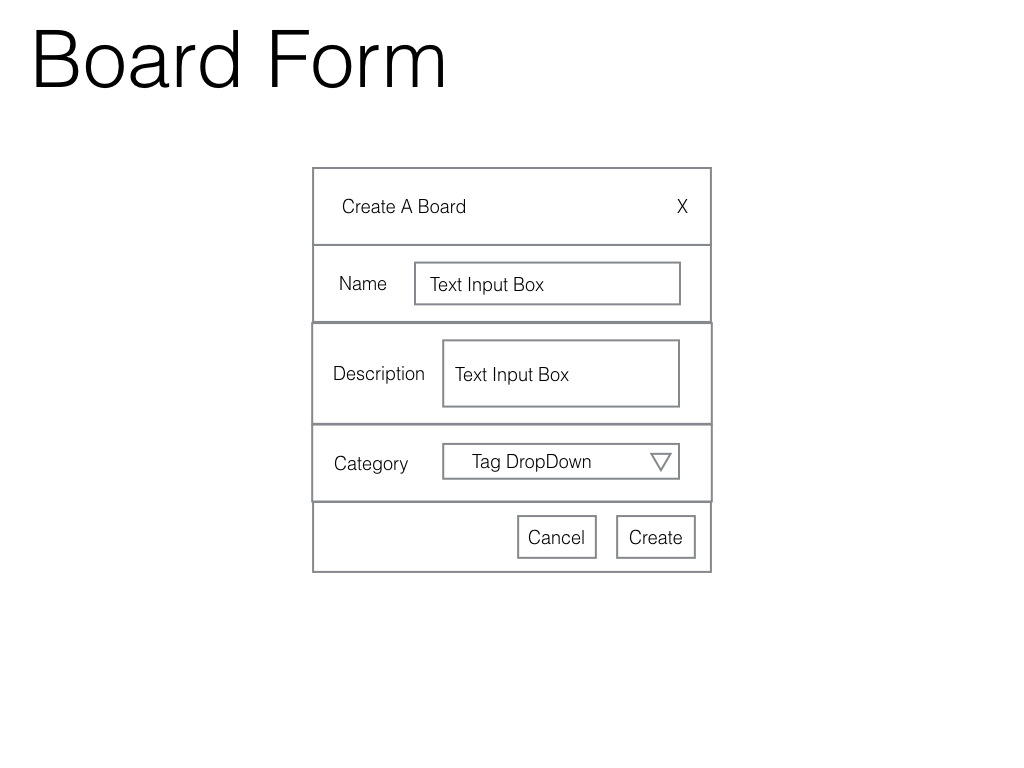 Board Form
Create A Board X
Name Text Input Box
Description Text Input Box
Category Tag DropDown
Cancel Create